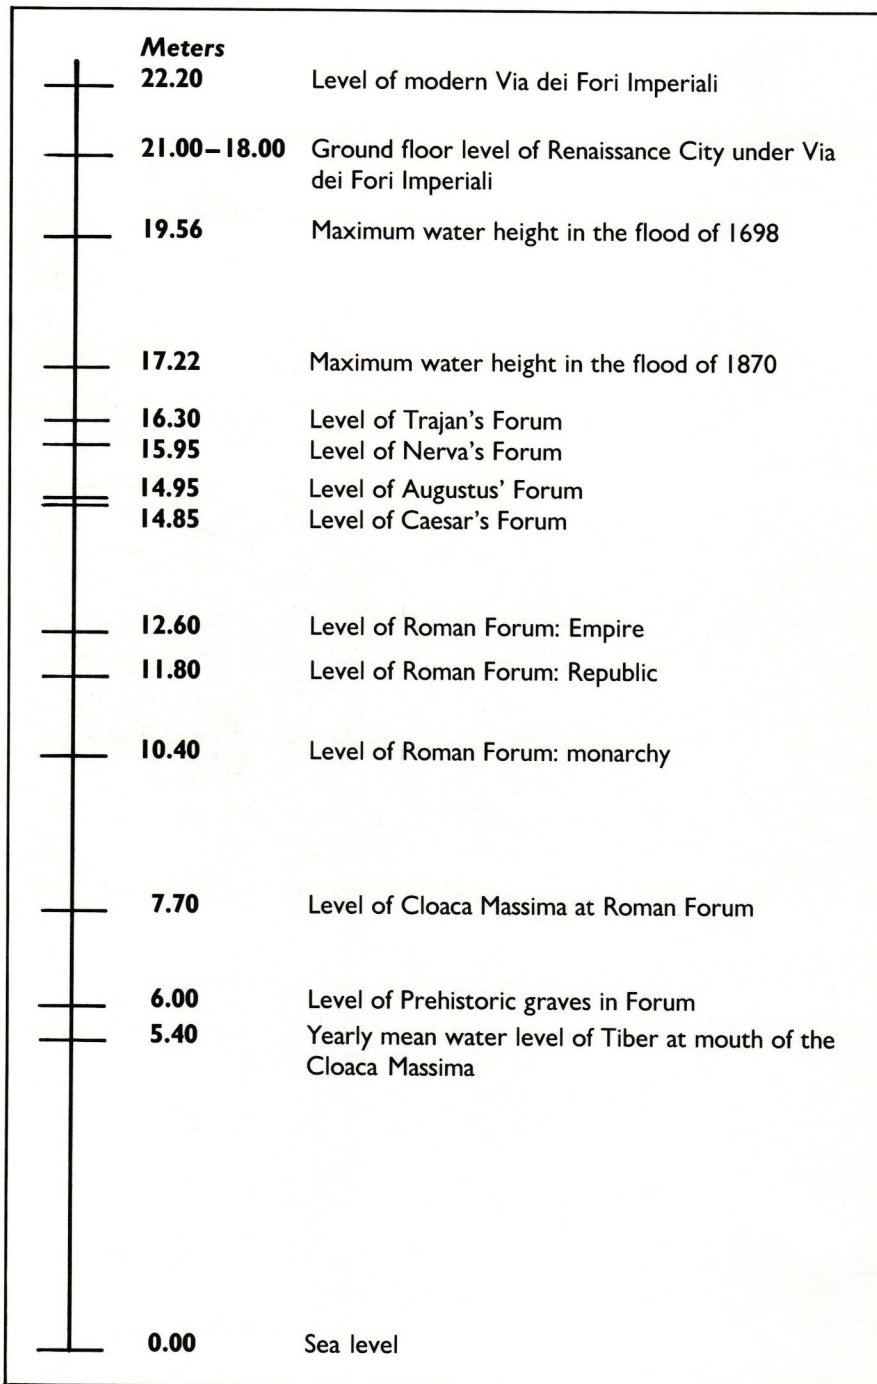 Meters
22.20 Level of modern Via dei Fori Imperiali
21.00–18.00 Ground floor level of Renaissance City under Via
dei Fori Imperiali
19.56 Maximum water height in the flood of 1698
17.22 Maximum water height in the flood of 1870
16.30 Level of Trajan's Forum
15.95 Level of Nerva's Forum
14.95 Level of Augustus' Forum
14.85 Level of Caesar's Forum
12.60 Level of Roman Forum: Empire
11.80 Level of Roman Forum: Republic
10.40 Level of Roman Forum: monarchy
7.70 Level of Cloaca Massima at Roman Forum
6.00 Level of Prehistoric graves in Forum
5.40 Yearly mean water level of Tiber at mouth of the
Cloaca Massima
0.00 Sea level